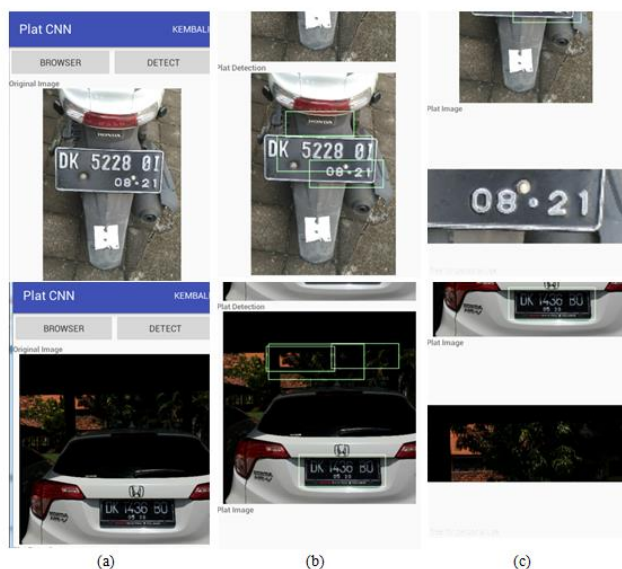 Plat CNN
KEMBALI
BROWSER
DETECT
Original Image
HONDA
DK 5228 OI
08·21
Plat Detection
HONDA
DK 5228 OI
08·21
Plat Image
08·21
Plat CNN
KEMBALI
BROWSER
DETECT
Original Image
DK 1436 BU
Plat Detection
DK 1436 BU
Plat Image
DK 1436 BU
Plat Image
(a)
(b)
(c)